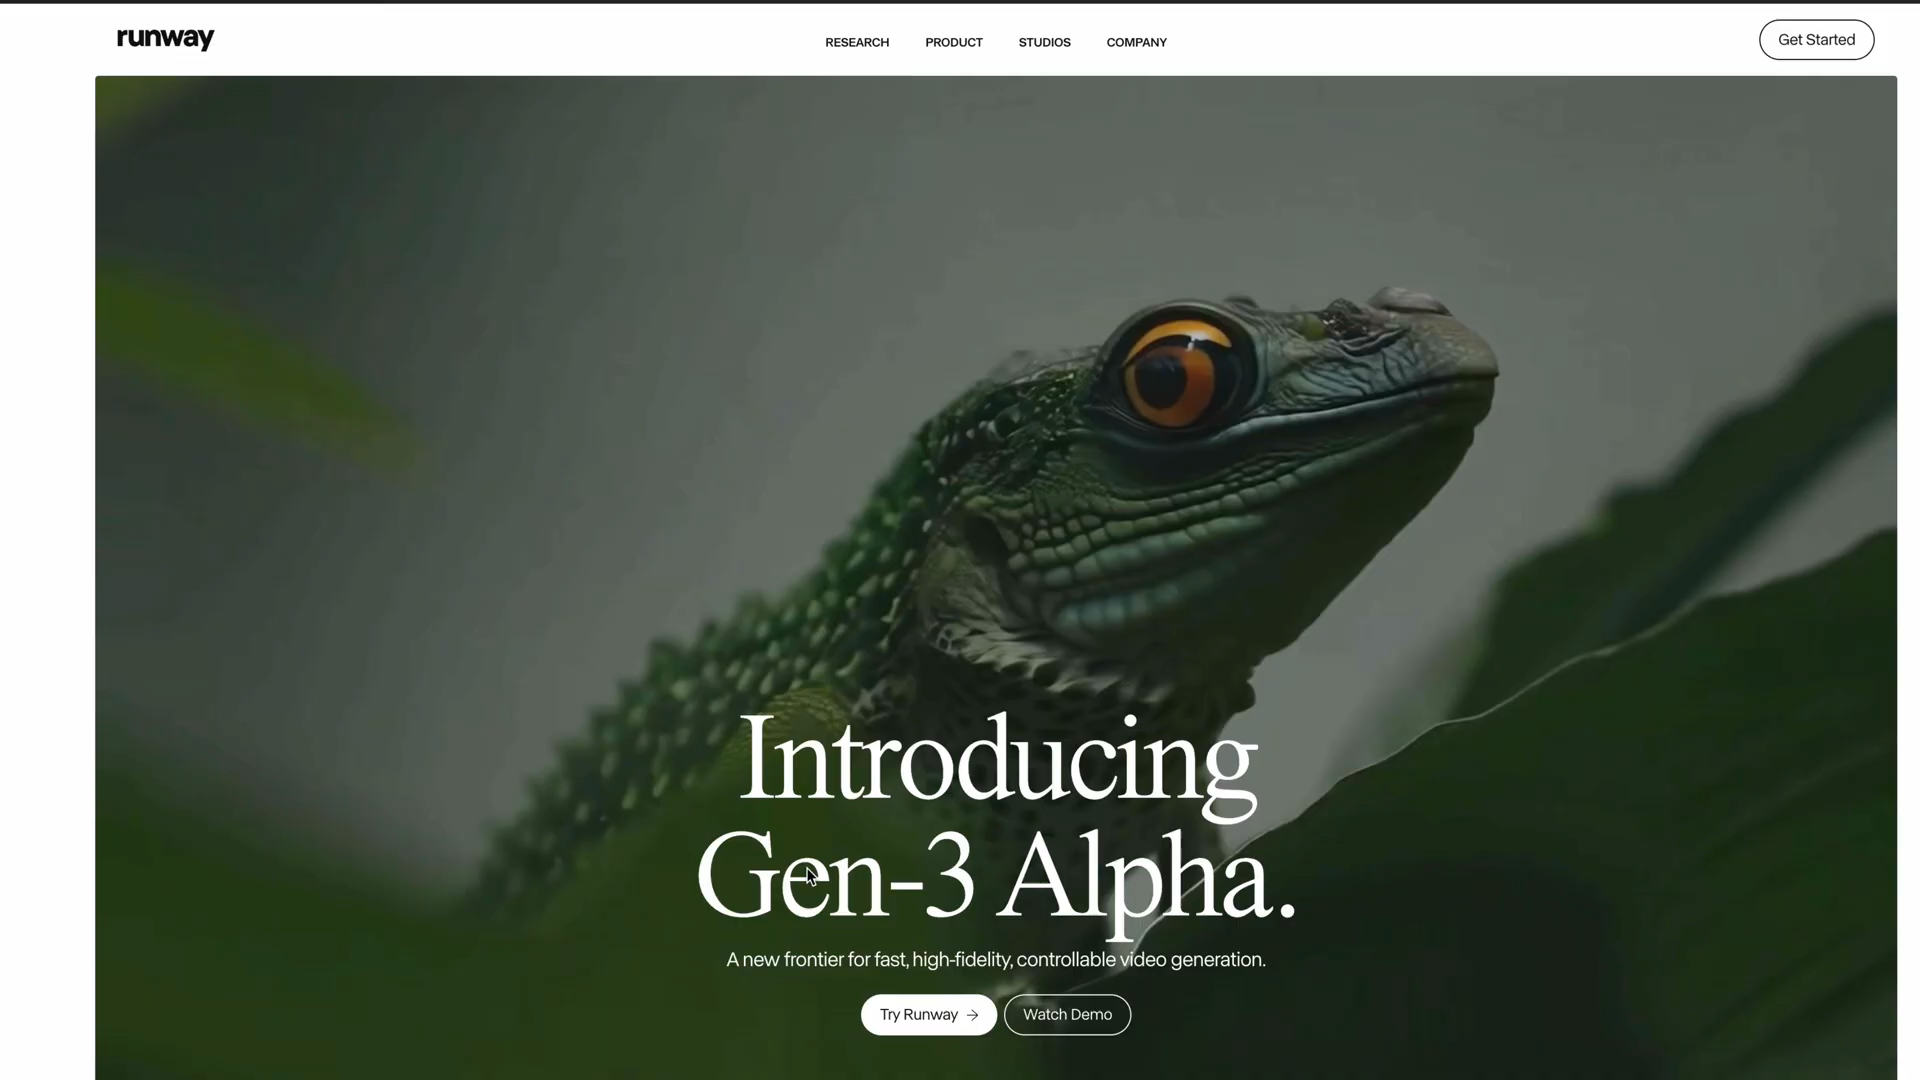 runway
RESEARCH PRODUCT STUDIOS COMPANY
Get Started
Introducing
Gen-3 Alpha.
A new frontier for fast, high-fidelity, controllable video generation.
Try Runway →
Watch Demo